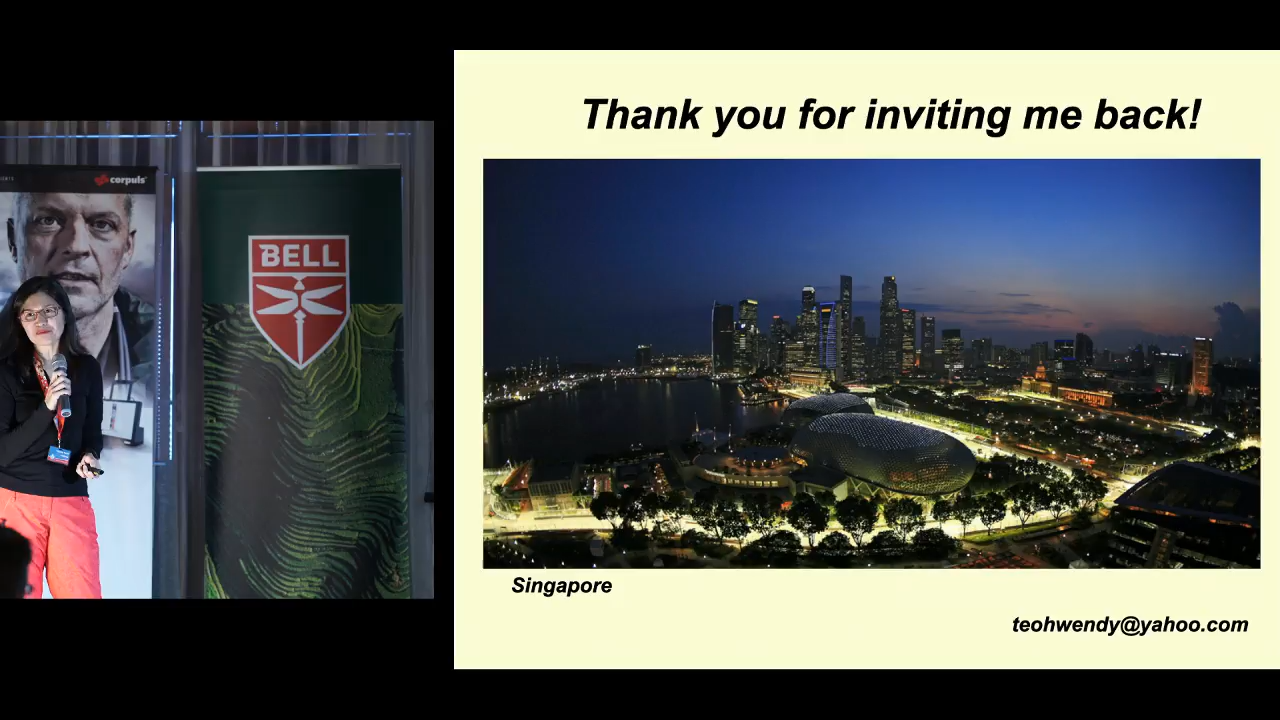 corpuls
BELL
Thank you for inviting me back!
Singapore
teohwendy@yahoo.com